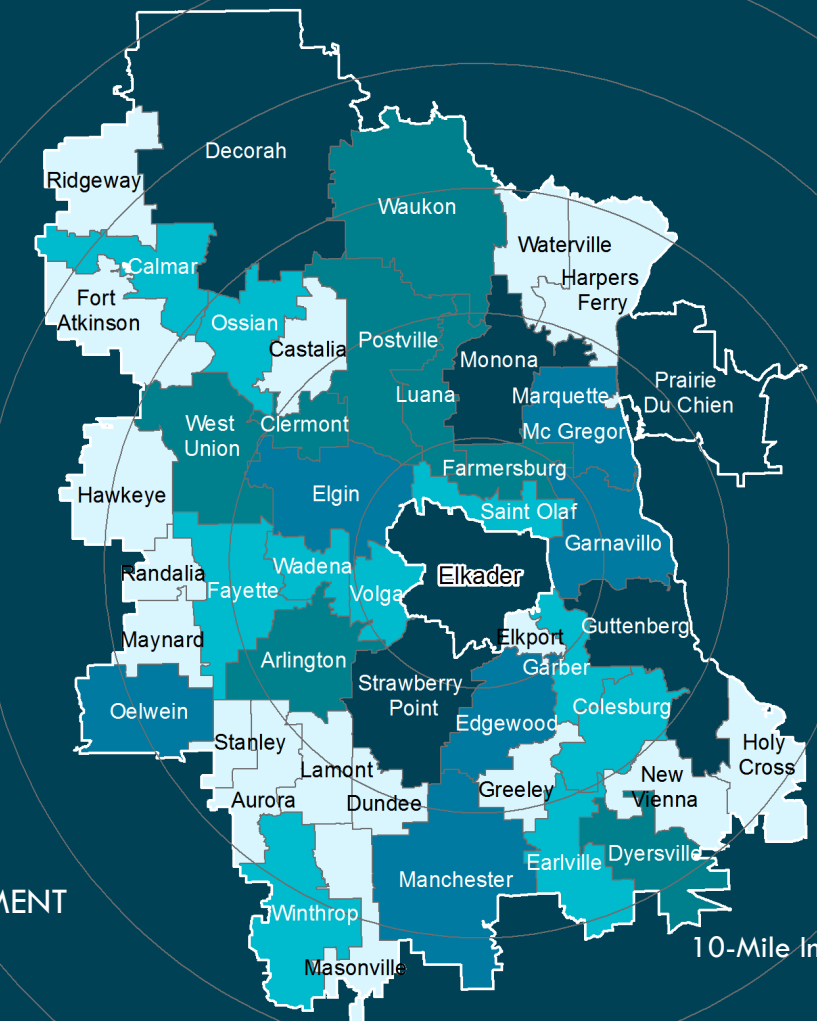 Decorah
Ridgeway
Waukon
Waterville
Calmar
Harpers
Ferry
Fort
Atkinson
Ossian
Castalia
Postville
Monona
Prairie
Du Chien
Luana
Marquette
West
Union
Clermont
Mc Gregor
Farmersburg
Hawkeye
Elgin
Saint Olaf
Garnavillo
Randalia
Wadena
Elkader
Fayette
Volga
Maynard
Elkport
Guttenberg
Arlington
Garber
Strawberry
Point
Oelwein
Edgewood
Colesburg
Stanley
Holy
Cross
Lamont
New
Vienna
Aurora
Dundee
Greeley
Dyersville
Earlville
Manchester
MENT
Winthrop
10-Mile In
Masonville